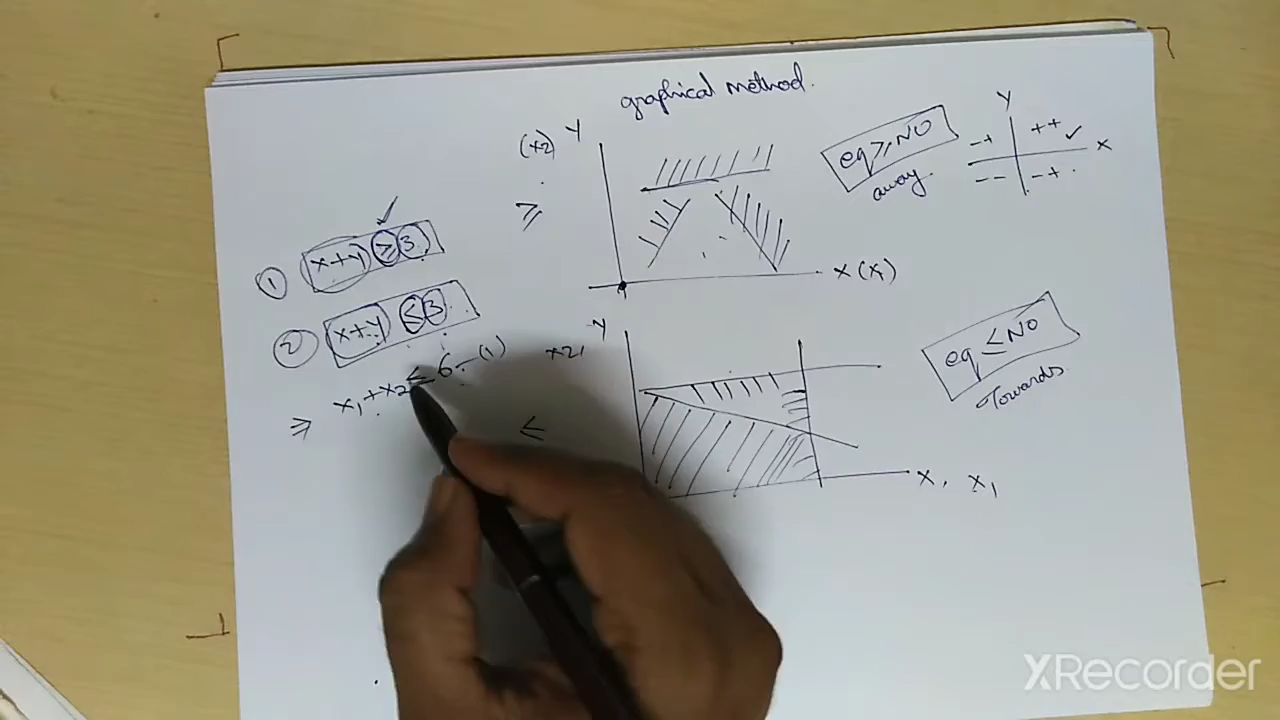 graphical method.
(x2) Y
≥
X (x1)
eq ≥ NO
away.
Y
-+ ++ ✓
X
-- -+
① x+y ≥ 3 ✓
② x+y ≤ 3
⇒ x1+x2 ≤ 6 -(1)
x2, Y
≤
X, x1
eq ≤ NO
Towards
XRecorder